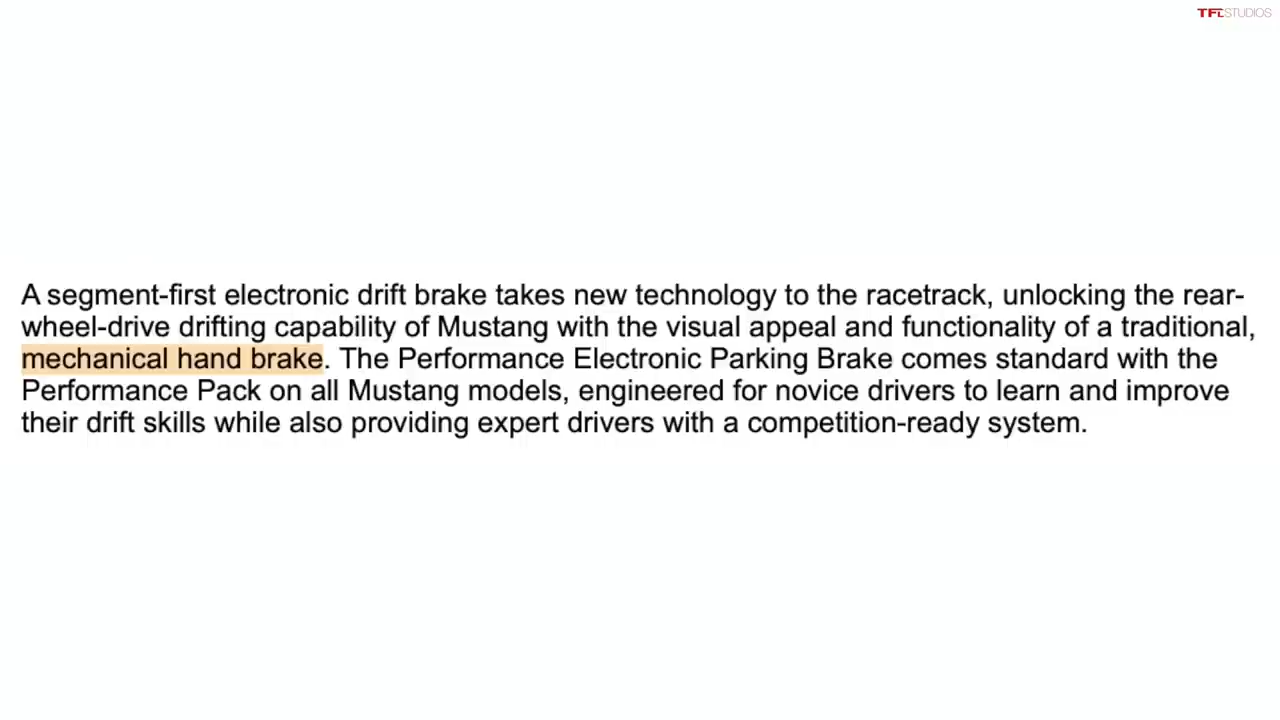 TFLSTUDIOS
A segment-first electronic drift brake takes new technology to the racetrack, unlocking the rear-
wheel-drive drifting capability of Mustang with the visual appeal and functionality of a traditional,
mechanical hand brake. The Performance Electronic Parking Brake comes standard with the
Performance Pack on all Mustang models, engineered for novice drivers to learn and improve
their drift skills while also providing expert drivers with a competition-ready system.